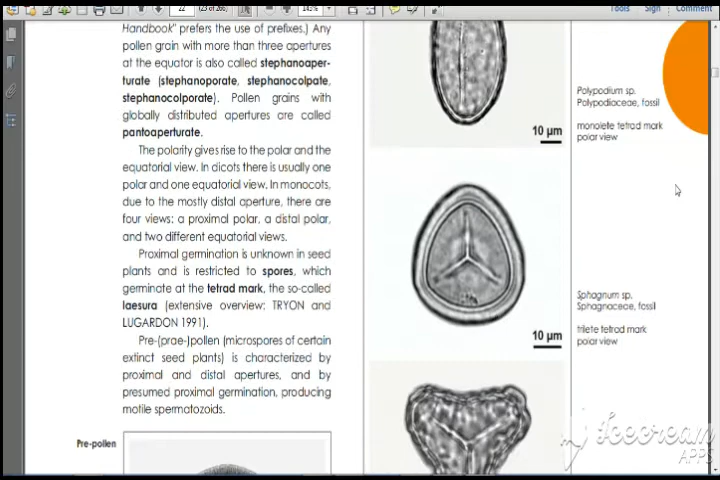 22
(23 of 266)
143%
Tools
Sign
Comment
Handbook" prefers the use of prefixes.) Any
pollen grain with more than three apertures
at the equator is also called stephanoaper-
turate (stephanoporate, stephanocolpate,
stephanocolporate). Pollen grains with
globally distributed apertures are called
pantoaperturate.
The polarity gives rise to the polar and the
equatorial view. In dicots there is usually one
polar and one equatorial view. In monocots,
due to the mostly distal aperture, there are
four views: a proximal polar, a distal polar,
and two different equatorial views.
Proximal germination is unknown in seed
plants and is restricted to spores, which
germinate at the tetrad mark, the so-called
laesura (extensive overview: TRYON and
LUGARDON 1991).
Pre-(prae-)pollen (microspores of certain
extinct seed plants) is characterized by
proximal and distal apertures, and by
presumed proximal germination, producing
motile spermatozoids.
Pre-pollen
10 µm
Polypodium sp.
Polypodiaceae, fossil
monolete tetrad mark
polar view
10 µm
Sphagnum sp.
Sphagnaceae, fossil
trilete tetrad mark
polar view
Icecream
APPS